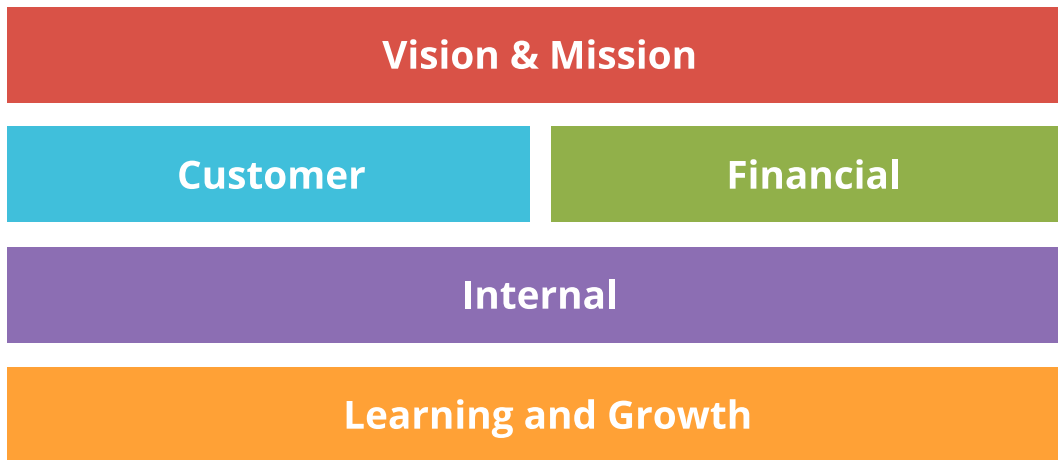 Vision & Mission
Customer
Financial
Internal
Learning and Growth